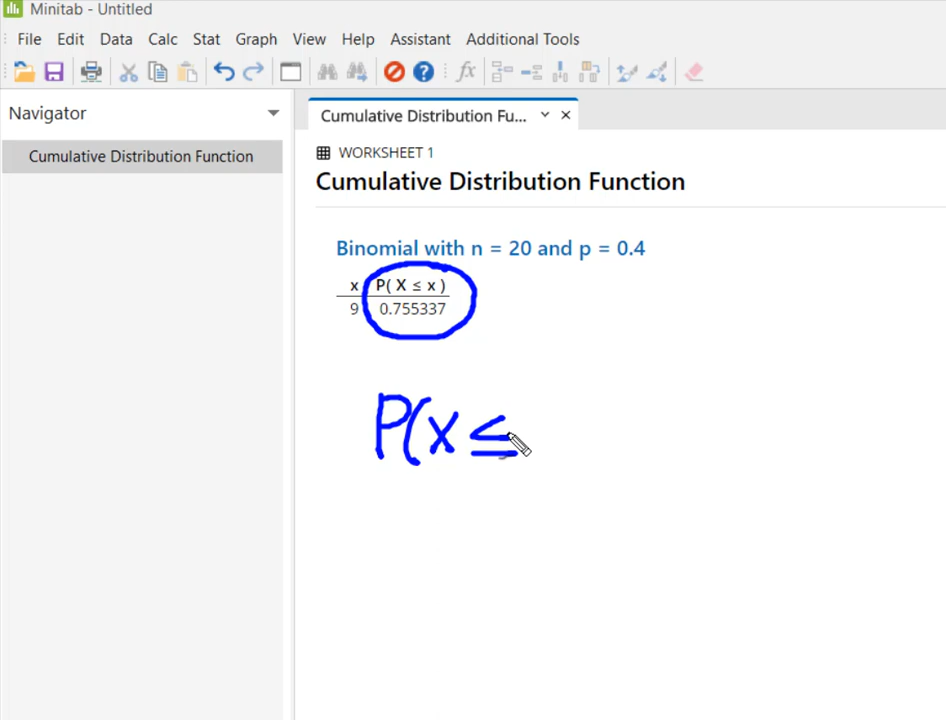 Minitab - Untitled
File Edit Data Calc Stat Graph View Help Assistant Additional Tools
fx
Navigator
Cumulative Distribution Fu...
Cumulative Distribution Function
WORKSHEET 1
Cumulative Distribution Function
Binomial with n = 20 and p = 0.4
x P( X ≤ x )
9 0.755337
P(X ≤